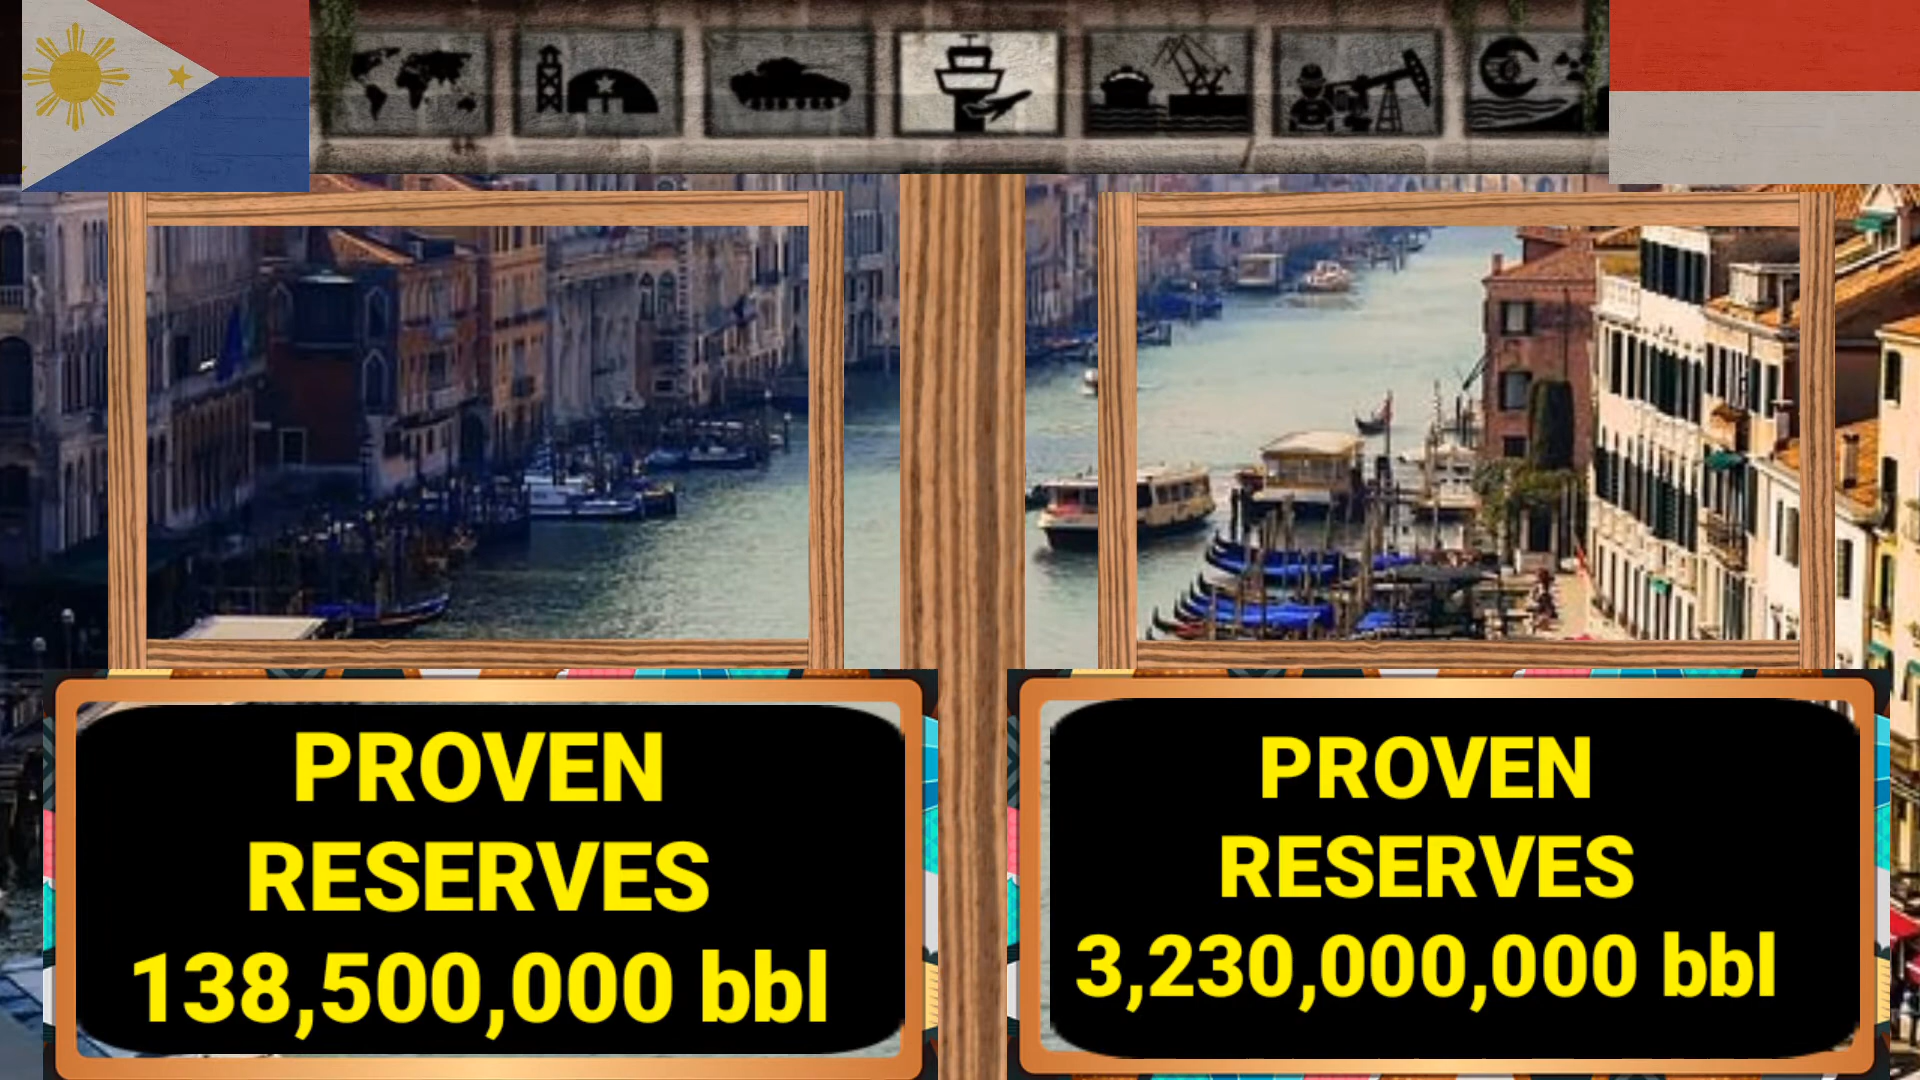 PROVEN
RESERVES
138,500,000 bbl
PROVEN
RESERVES
3,230,000,000 bbl